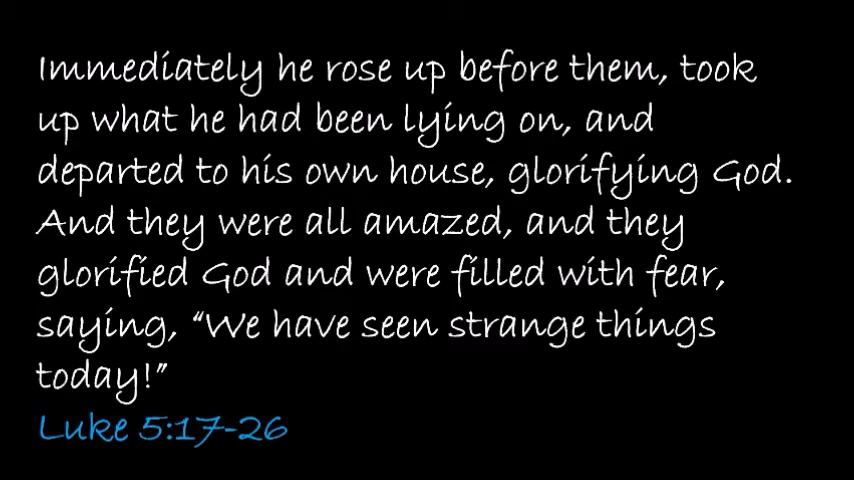 Immediately he rose up before them, took
up what he had been lying on, and
departed to his own house, glorifying God.
And they were all amazed, and they
glorified God and were filled with fear,
saying, “We have seen strange things
today!”
Luke 5:17-26